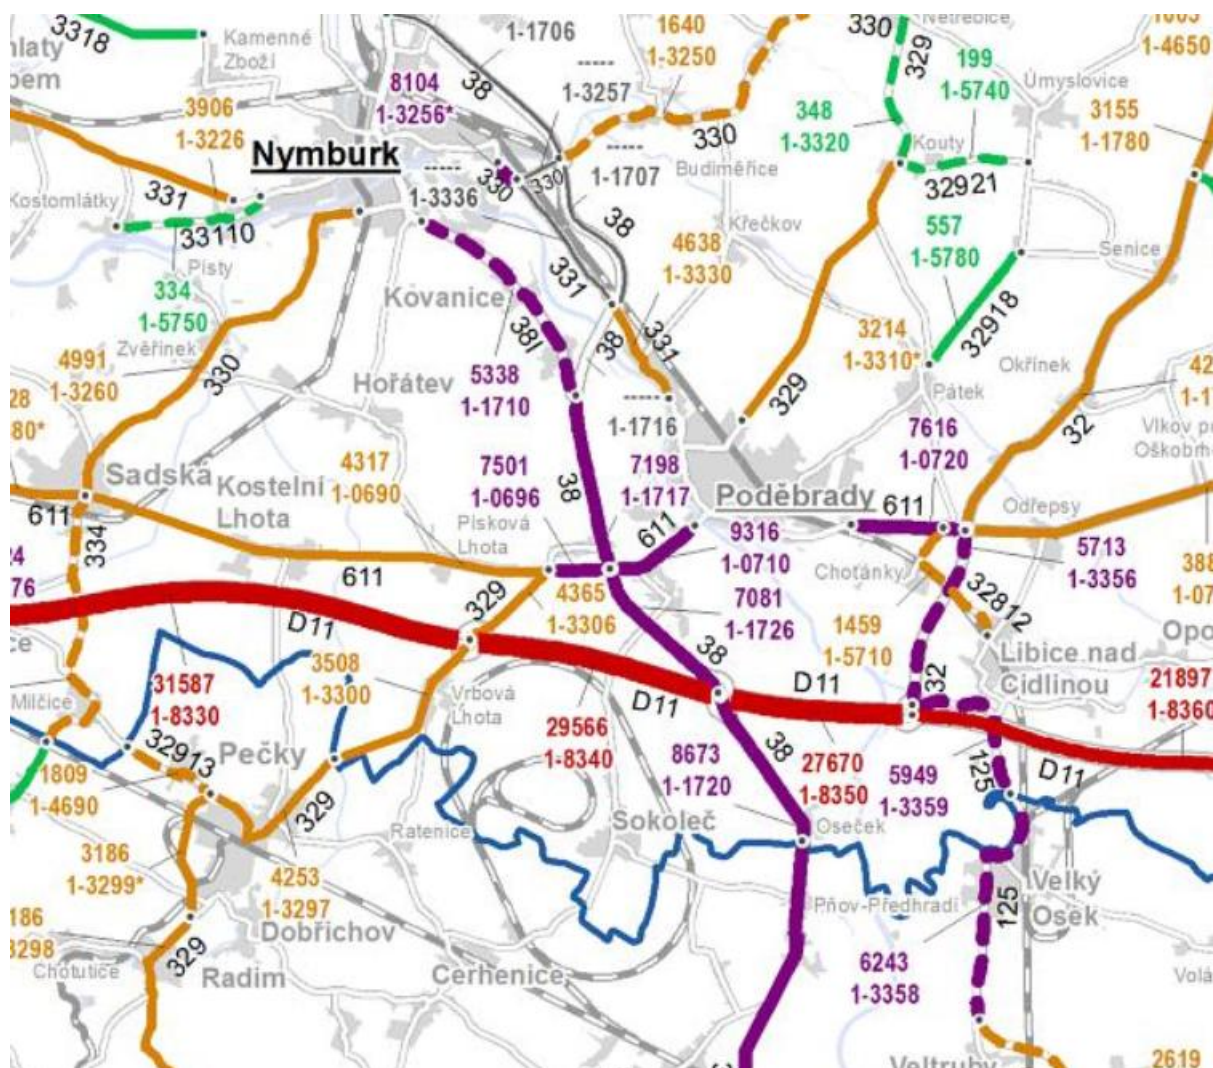 3318
Kamenné
Zboží
1-1706
1640
1-3250
330
329
Netřebice
199
1-5740
1-4650
8104
1-3256*
38
-----
1-3257
Úmyslovice
3906
1-3226
330
348
1-3320
Kouty
3155
1-1780
Nymburk
-----
1-3336
330
330
-----
1-1707
Budiměřice
32921
Kostomlátky
331
33110
38
Křečkov
557
1-5780
Senice
Písty
334
1-5750
Kovanice
331
4638
1-3330
32918
Zvěřínek
4991
1-3260
330
38I
38
331
3214
1-3310*
Okřínek
Hořátev
5338
1-1710
-----
1-1716
329
Pátek
32
28
80*
7616
1-0720
Sadská
Kostelní
Lhota
4317
1-0690
7501
1-0696
38
7198
1-1717
Poděbrady
611
Odřepsy
611
334
Písková
Lhota
611
9316
1-0710
5713
1-3356
611
329
4365
1-3306
7081
1-1726
Choťánky
32812
D11
3508
1-3300
38
1459
1-5710
Libice nad
Cidlinou
32
Milčice
31587
1-8330
Vrbová
Lhota
D11
D11
21897
1-8360
32913
Pečky
29566
1-8340
38
8673
1-1720
27670
1-8350
5949
1-3359
125
D11
1809
1-4690
329
Ratenice
Sokoleč
Oseček
3186
1-3299*
4253
1-3297
Dobřichov
Pňov-Předhradí
125
Velký
Osek
186
3298
Chotutice
329
Radim
Cerhenice
6243
1-3358
Veltruby
2619